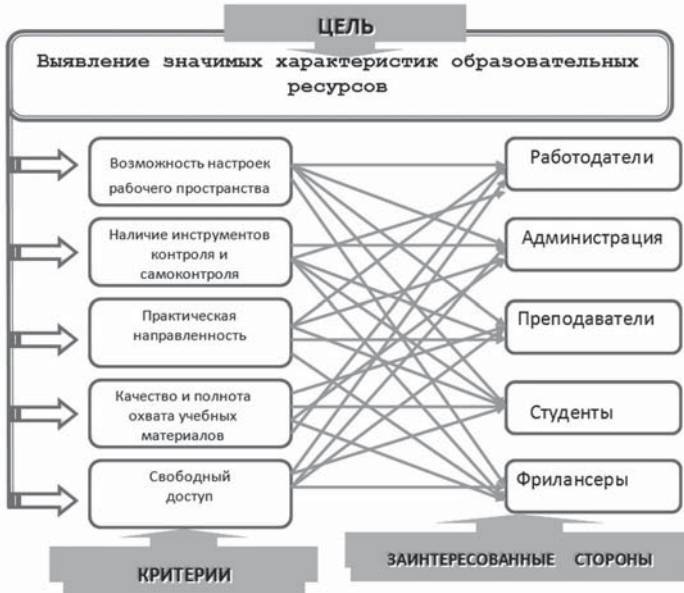 ЦЕЛЬ
Выявление значимых характеристик образовательных
ресурсов
Возможность настроек
рабочего пространства
Наличие инструментов
контроля и
самоконтроля
Практическая
направленность
Качество и полнота
охвата учебных
материалов
Свободный
доступ
Работодатели
Администрация
Преподаватели
Студенты
Фрилансеры
КРИТЕРИИ
ЗАИНТЕРЕСОВАННЫЕ СТОРОНЫ